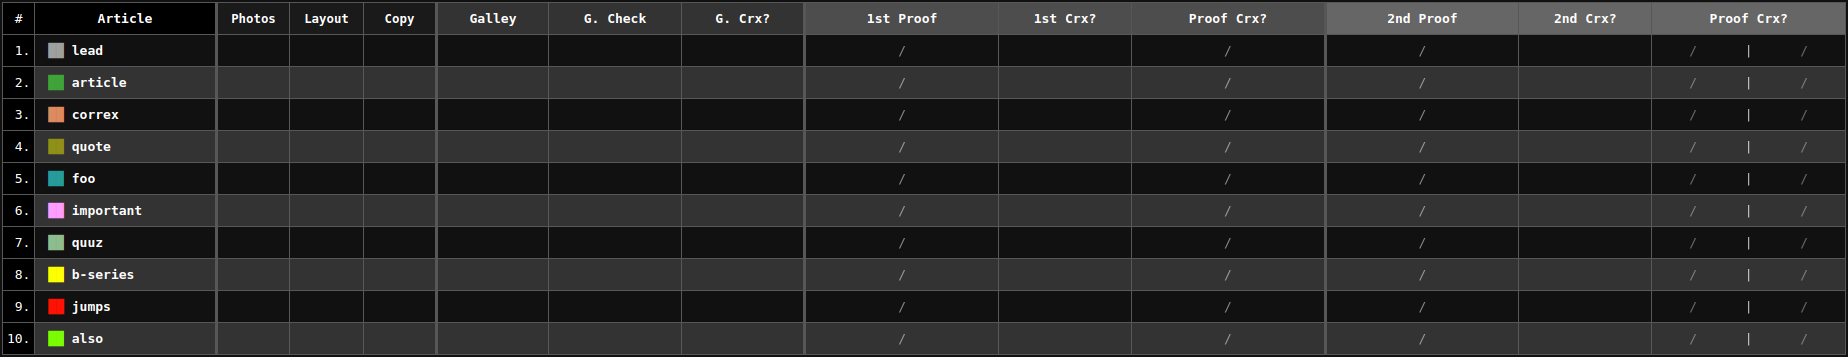 # Article Photos Layout Copy Galley G. Check G. Crx? 1st Proof 1st Crx? Proof Crx? 2nd Proof 2nd Crx? Proof Crx?
1. lead / / / / | /
2. article / / / / | /
3. correx / / / / | /
4. quote / / / / | /
5. foo / / / / | /
6. important / / / / | /
7. quuz / / / / | /
8. b-series / / / / | /
9. jumps / / / / | /
10. also / / / / | /